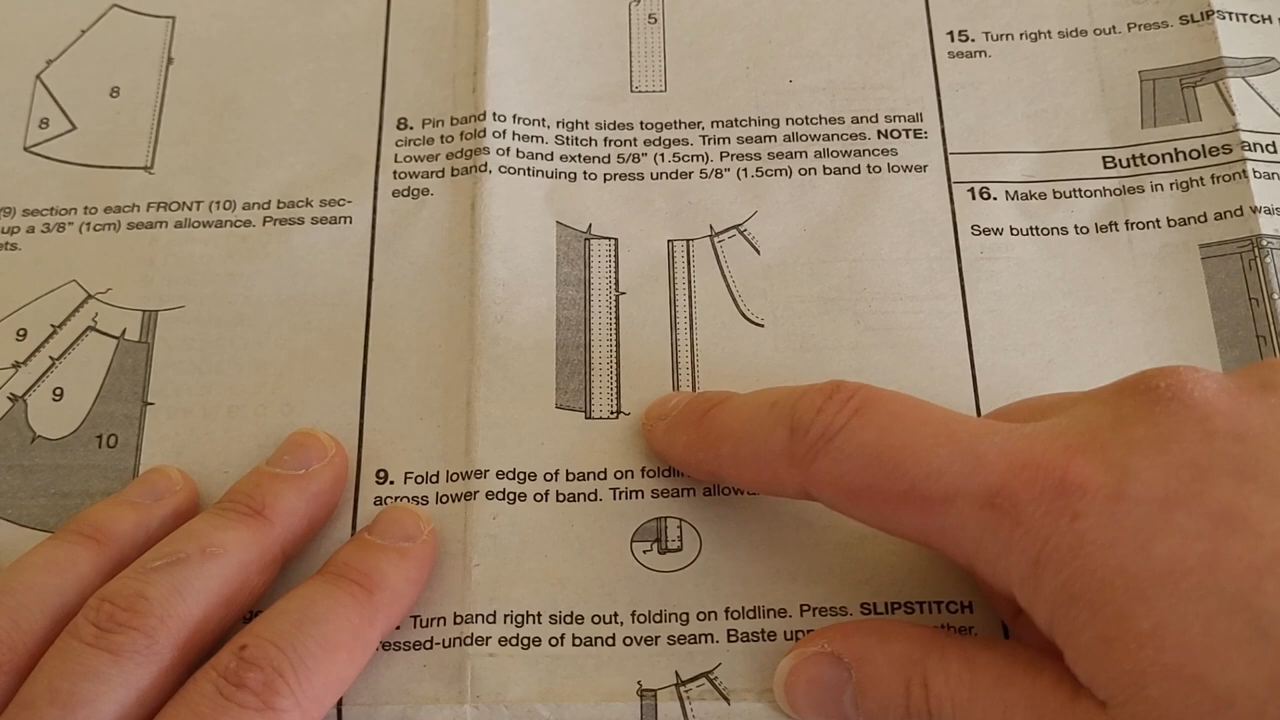 8
8
(9) section to each FRONT (10) and back sec-
up a 3/8" (1cm) seam allowance. Press seam
ets.
9
9
10
5
8. Pin band to front, right sides together, matching notches and small
circle to fold of hem. Stitch front edges. Trim seam allowances. NOTE:
Lower edges of band extend 5/8" (1.5cm). Press seam allowances
toward band, continuing to press under 5/8" (1.5cm) on band to lower
edge.
9. Fold lower edge of band on
across lower edge of band. Trim seam
Turn band right side out, folding on foldline. Press. SLIPSTITCH
essed-under edge of band over seam. Baste
15. Turn right side out. Press. SLIPSTITCH
seam.
Buttonholes and
16. Make buttonholes in right front
Sew buttons to left front band and